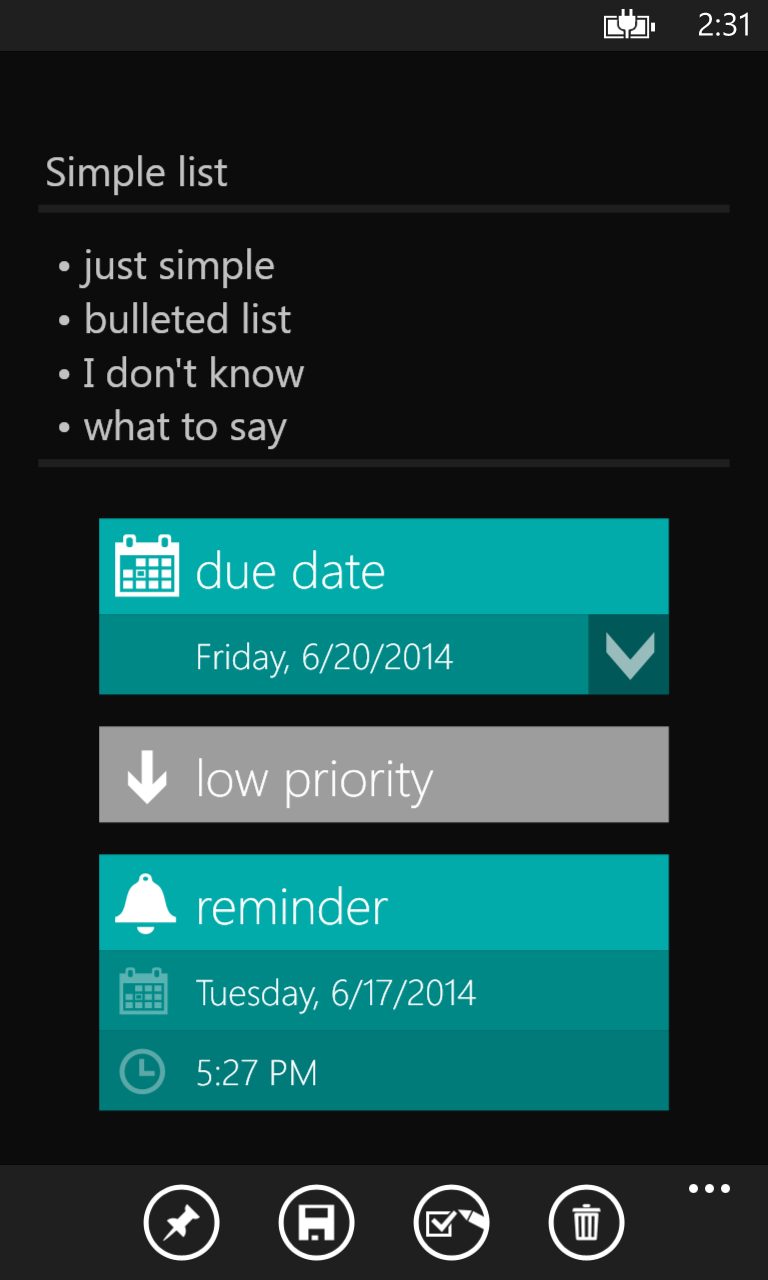 2:31
Simple list
• just simple
• bulleted list
• I don't know
• what to say
due date
Friday, 6/20/2014
low priority
reminder
Tuesday, 6/17/2014
5:27 PM